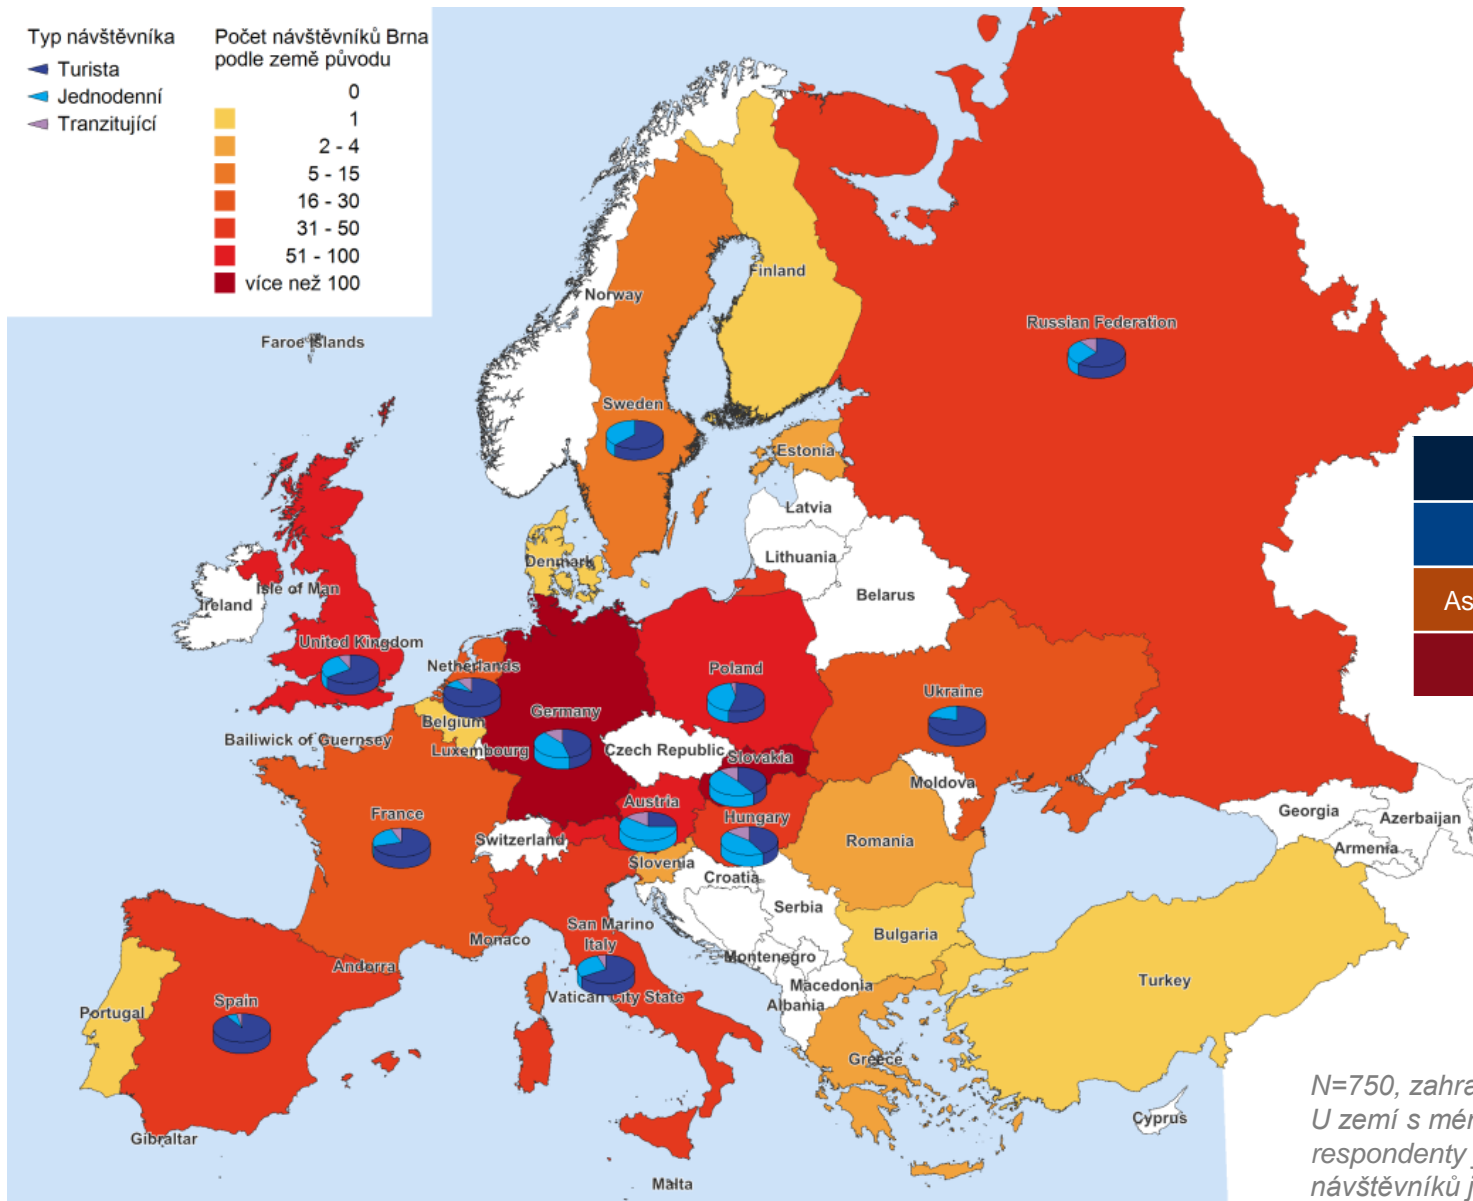 Typ návštěvníka
Turista
Jednodenní
Tranzitující
Počet návštěvníků Brna
podle země původu
0
1
2 - 4
5 - 15
16 - 30
31 - 50
51 - 100
více než 100
Finland
Norway
Russian Federation
Faroe Islands
Sweden
Estonia
Latvia
Lithuania
Denmark
Isle of Man
Belarus
Ireland
As
United Kingdom
Netherlands
Poland
Ukraine
Germany
Belgium
Bailiwick of Guernsey
Luxembourg
Czech Republic
Slovakia
Moldova
Austria
Georgia
France
Hungary
Azerbaijan
Switzerland
Romania
Armenia
Slovenia
Croatia
Serbia
San Marino
Monaco
Italy
Bulgaria
Montenegro
Andorra
Macedonia
Turkey
Vatican City State
Albania
Spain
Portugal
Greece
Cyprus
Gibraltar
Malta
N=750, zahra
U zemí s mén
respondenty j
návštěvníků j